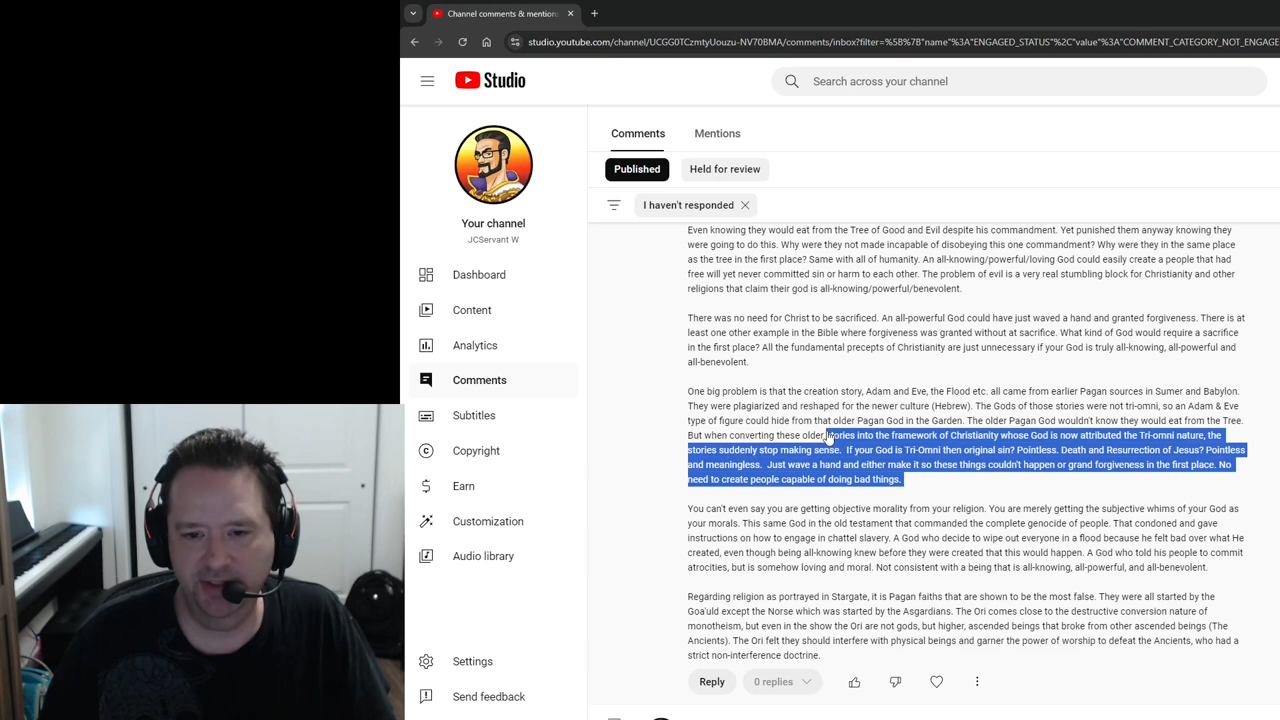 Channel comments & mention
studio.youtube.com/channel/UCGG0TCzmtyUouzu-NV70BMA/comments/inbox?filter=%5B%7B"name"%3A"ENGAGED_STATUS"%2C"value"%3A"COMMENT_CATEGORY_NOT_ENGAGE
Studio
Search across your channel
Your channel
JCServant W
Dashboard
Content
Analytics
Comments
Subtitles
Copyright
Earn
Customization
Audio library
Settings
Send feedback
Comments Mentions
Published Held for review
I haven't responded
Even knowing they would eat from the Tree of Good and Evil despite his commandment. Yet punished them anyway knowing they
were going to do this. Why were they not made incapable of disobeying this one commandment? Why were they in the same place
as the tree in the first place? Same with all of humanity. An all-knowing/powerful/loving God could easily create a people that had
free will yet never committed sin or harm to each other. The problem of evil is a very real stumbling block for Christianity and other
religions that claim their god is all-knowing/powerful/benevolent.
There was no need for Christ to be sacrificed. An all-powerful God could have just waved a hand and granted forgiveness. There is at
least one other example in the Bible where forgiveness was granted without at sacrifice. What kind of God would require a sacrifice
in the first place? All the fundamental precepts of Christianity are just unnecessary if your God is truly all-knowing, all-powerful and
all-benevolent.
One big problem is that the creation story, Adam and Eve, the Flood etc. all came from earlier Pagan sources in Sumer and Babylon.
They were plagiarized and reshaped for the newer culture (Hebrew). The Gods of those stories were not tri-omni, so an Adam & Eve
type of figure could hide from that older Pagan God in the Garden. The older Pagan God wouldn't know they would eat from the Tree.
But when converting these older stories into the framework of Christianity whose God is now attributed the Tri-omni nature, the
stories suddenly stop making sense. If your God is Tri-Omni then original sin? Pointless. Death and Resurrection of Jesus? Pointless
and meaningless. Just wave a hand and either make it so these things couldn't happen or grand forgiveness in the first place. No
need to create people capable of doing bad things.
You can't even say you are getting objective morality from your religion. You are merely getting the subjective whims of your God as
your morals. This same God in the old testament that commanded the complete genocide of people. That condoned and gave
instructions on how to engage in chattel slavery. A God who decide to wipe out everyone in a flood because he felt bad over what He
created, even though being all-knowing knew before they were created that this would happen. A God who told his people to commit
atrocities, but is somehow loving and moral. Not consistent with a being that is all-knowing, all-powerful, and all-benevolent.
Regarding religion as portrayed in Stargate, it is Pagan faiths that are shown to be the most false. They were all started by the
Goa'uld except the Norse which was started by the Asgardians. The Ori comes close to the destructive conversion nature of
monotheism, but even in the show the Ori are not gods, but higher, ascended beings that broke from other ascended beings (The
Ancients). The Ori felt they should interfere with physical beings and garner the power of worship to defeat the Ancients, who had a
strict non-interference doctrine.
Reply 0 replies